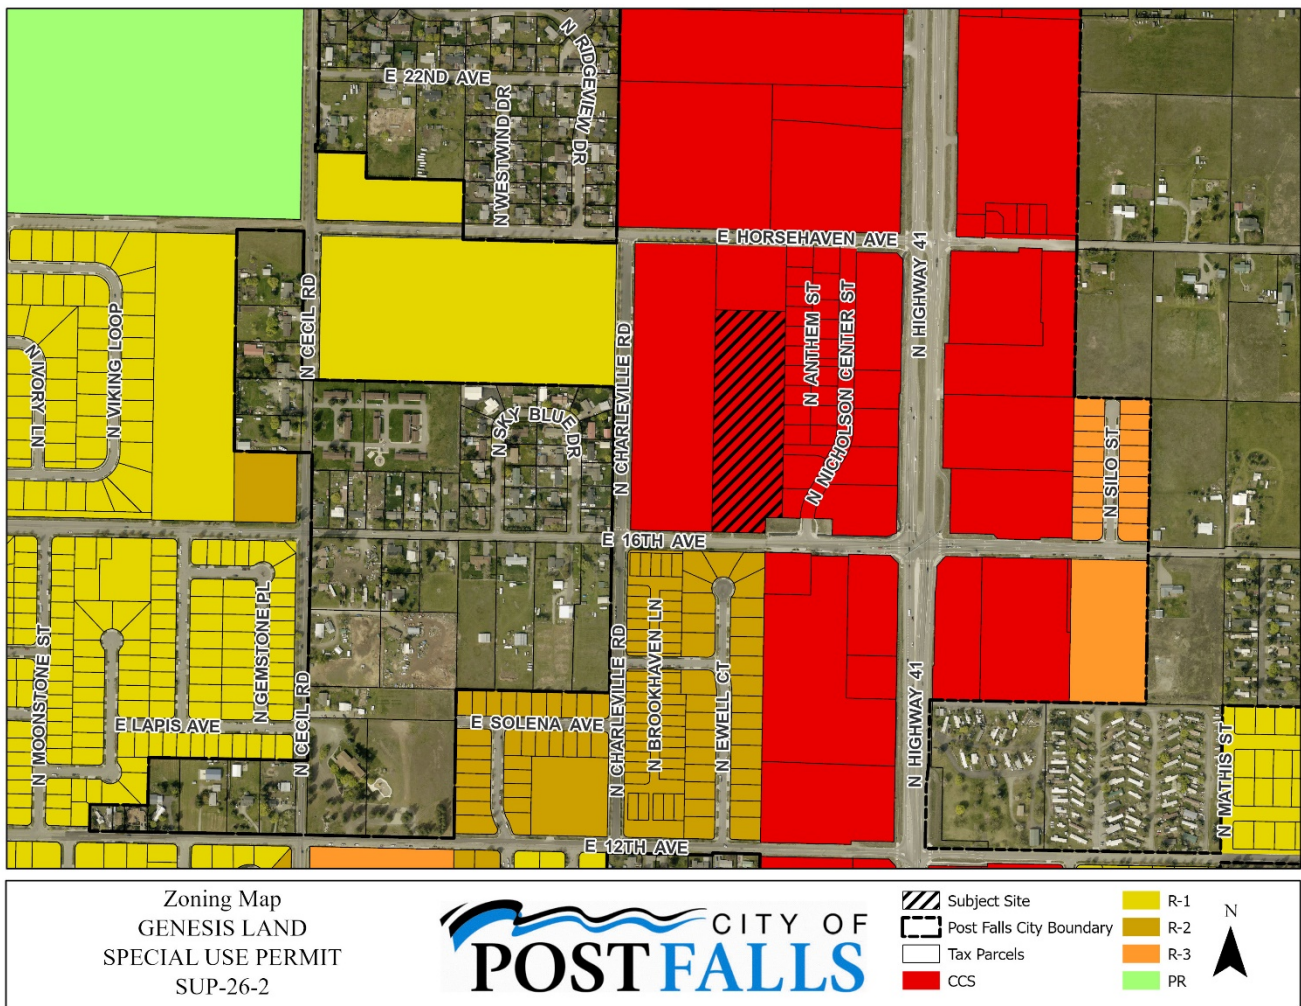 N RIDGEVIEW DR
E 22ND AVE
N WESTWIND DR
E HORSEHAVEN AVE
N HIGHWAY 41
N CECIL RD
N VIKING LOOP
N IVORY LN
N CHARLEVILLE RD
N ANTHEM ST
N NICHOLSON CENTER ST
N SKY BLUE DR
N SILO ST
E 16TH AVE
N MOONSTONE ST
N GEMSTONE PL
E LAPIS AVE
N CECIL RD
E SOLENA AVE
N CHARLEVILLE RD
N BROOKHAVEN LN
N EWELL CT
N HIGHWAY 41
N MATHIS ST
E 12TH AVE
Zoning Map
GENESIS LAND
SPECIAL USE PERMIT
SUP-26-2
CITY OF
POST FALLS
Subject Site
Post Falls City Boundary
Tax Parcels
CCS
R-1
R-2
R-3
PR
N